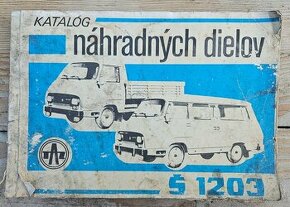 KATALÓG
náhradných dielov
Š 1203